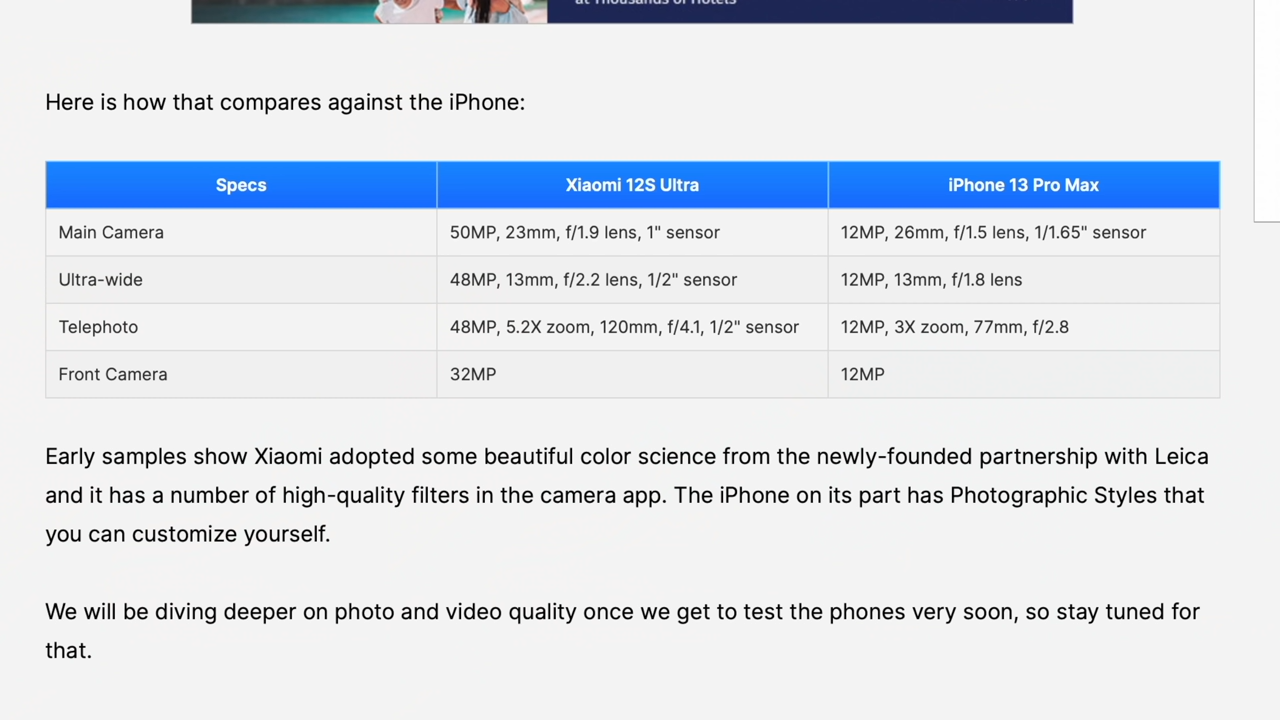 at Thousands of Hotels
Here is how that compares against the iPhone:
Specs Xiaomi 12S Ultra iPhone 13 Pro Max
Main Camera 50MP, 23mm, f/1.9 lens, 1" sensor 12MP, 26mm, f/1.5 lens, 1/1.65" sensor
Ultra-wide 48MP, 13mm, f/2.2 lens, 1/2" sensor 12MP, 13mm, f/1.8 lens
Telephoto 48MP, 5.2X zoom, 120mm, f/4.1, 1/2" sensor 12MP, 3X zoom, 77mm, f/2.8
Front Camera 32MP 12MP
Early samples show Xiaomi adopted some beautiful color science from the newly-founded partnership with Leica
and it has a number of high-quality filters in the camera app. The iPhone on its part has Photographic Styles that
you can customize yourself.
We will be diving deeper on photo and video quality once we get to test the phones very soon, so stay tuned for
that.